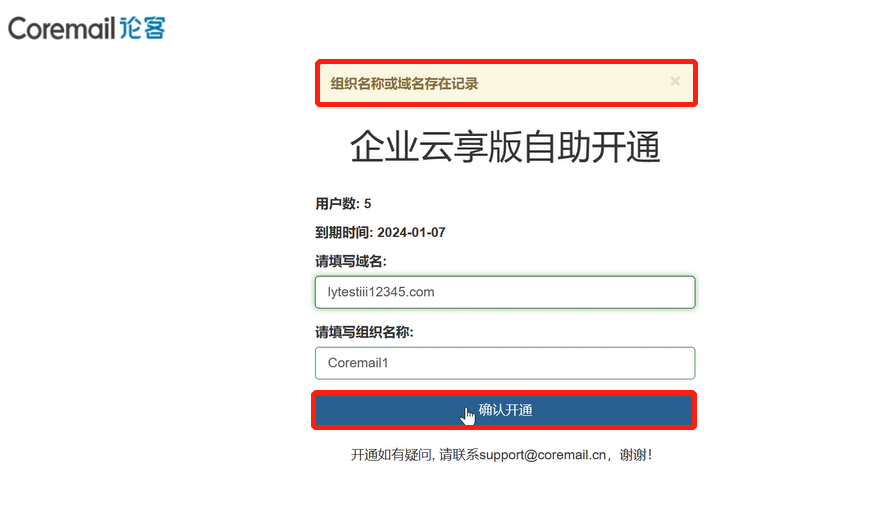 Coremail论客
组织名称或域名存在记录 ×
企业云享版自助开通
用户数: 5
到期时间: 2024-01-07
请填写域名:
lytestiii12345.com
请填写组织名称:
Coremail1
确认开通
开通如有疑问, 请联系support@coremail.cn，谢谢！